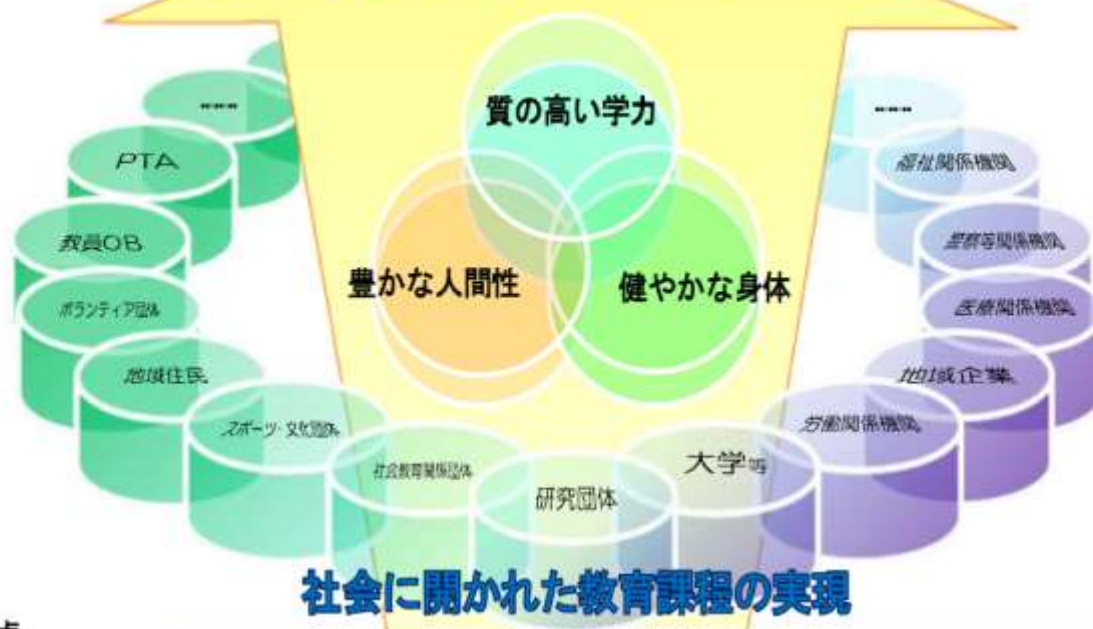 質の高い学力
豊かな人間性
健やかな身体
・・・
PTA
教員OB
ボランティア団体
地域住民
スポーツ・文化団体
社会教育関係団体
研究団体
大学等
労働関係機関
地域企業
医療関係機関
警察等関係機関
福祉関係機関
・・・
社会に開かれた教育課程の実現